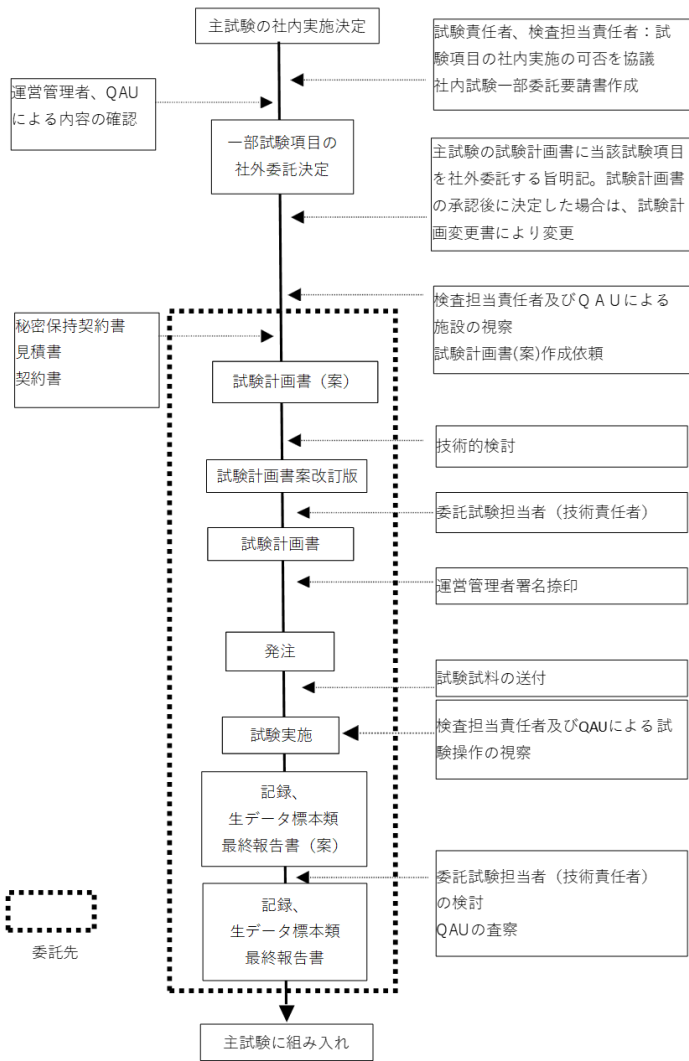 主試験の社内実施決定
試験責任者、検査担当責任者：試
験項目の社内実施の可否を協議
社内試験一部委託要請書作成
運営管理者、QAU
による内容の確認
一部試験項目の
社外委託決定
主試験の試験計画書に当該試験項目
を社外委託する旨明記。試験計画書
の承認後に決定した場合は、試験計
画変更書により変更
検査担当責任者及びＱＡＵによる
施設の視察
試験計画書(案)作成依頼
秘密保持契約書
見積書
契約書
試験計画書（案）
技術的検討
試験計画書案改訂版
委託試験担当者（技術責任者）
試験計画書
運営管理者署名捺印
発注
試験試料の送付
試験実施
検査担当責任者及びQAUによる試
験操作の視察
記録、
生データ標本類
最終報告書（案）
委託試験担当者（技術責任者）
の検討
QAUの査察
記録、
生データ標本類
最終報告書
委託先
主試験に組み入れ